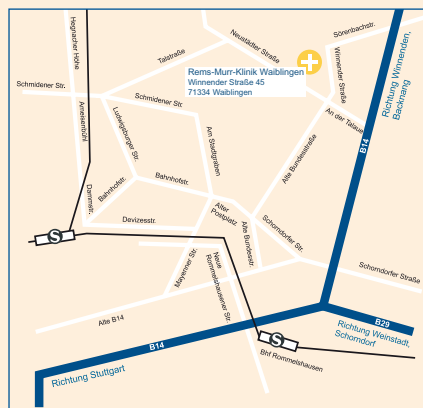 Hegnacher Höhe
Talstraße
Neustädter Straße
Sörenbachstr.
Winnender Str.
Richtung Winnenden,
Backnang
Rems-Murr-Klinik Waiblingen
Winnender Straße 45
71334 Waiblingen
Schmidener Str.
Schmidener Str.
Ameisenbühl
Ludwigsburger Str.
Am Stadtgraben
An der Talaue
Alte Bundesstraße
B14
Bahnhofstr.
Bahnhofstr.
Dammstr.
Devizesstr.
Alter
Postplatz
Alte Bundesstr.
Schorndorfer Str.
S
Mayenner Str.
Neue
Rommelshausener Str.
Schorndorfer Straße
Alte B14
B29
Richtung Weinstadt,
Schorndorf
B14
S
Bhf Rommelshausen
Richtung Stuttgart